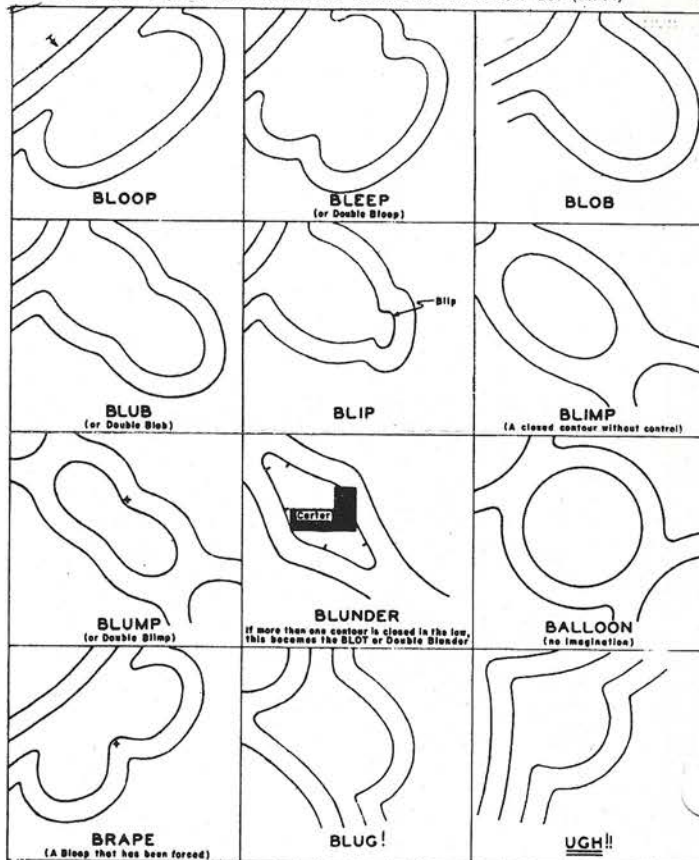 BLOOP
BLEEP
(or Double Bloop)
BLOB
BLUB
(or Double Blob)
Blip
BLIP
BLIMP
(A closed contour without control)
BLUMP
(or Double Blimp)
Carter
BLUNDER
If more than one contour is closed in the low,
this becomes the BLOT or Double Blunder
BALLOON
(no imagination)
BRAPE
(A Bloop that has been forced)
BLUG!
UGH!!